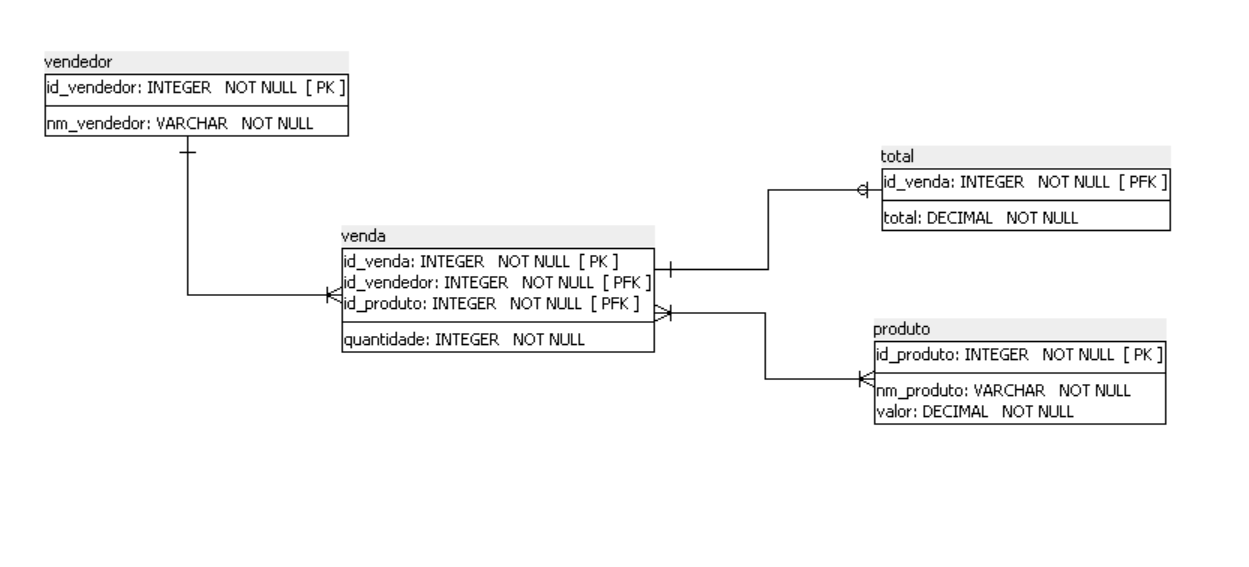 vendedor
id_vendedor: INTEGER NOT NULL [ PK ]
nm_vendedor: VARCHAR NOT NULL
total
id_venda: INTEGER NOT NULL [ PFK ]
total: DECIMAL NOT NULL
venda
id_venda: INTEGER NOT NULL [ PK ]
id_vendedor: INTEGER NOT NULL [ PFK ]
id_produto: INTEGER NOT NULL [ PFK ]
quantidade: INTEGER NOT NULL
produto
id_produto: INTEGER NOT NULL [ PK ]
nm_produto: VARCHAR NOT NULL
valor: DECIMAL NOT NULL